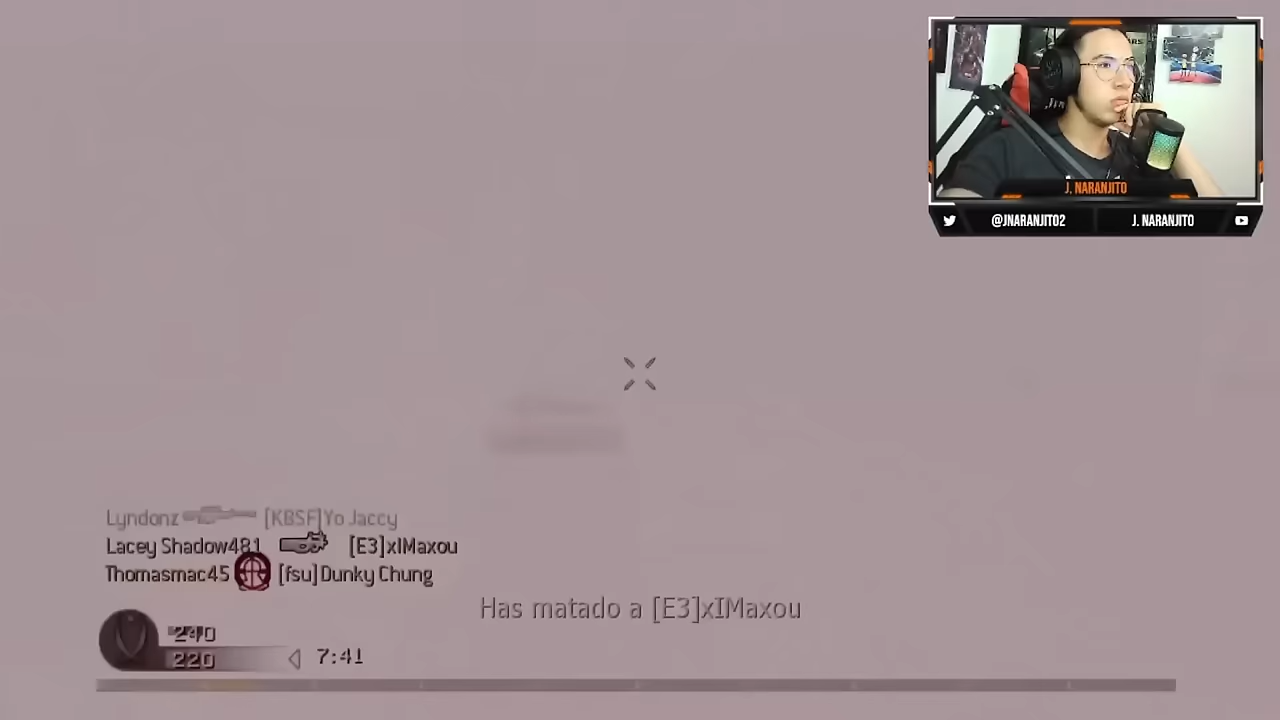 J. NARANJITO
@JNARANJITO2
J. NARANJITO
Lyndonz [KBSF]Yo Jaccy
Lacey Shadow481 [E3]xIMaxou
Thomasmac45 [fsu]Dunky Chung
Has matado a [E3]xIMaxou
240
220
7:41